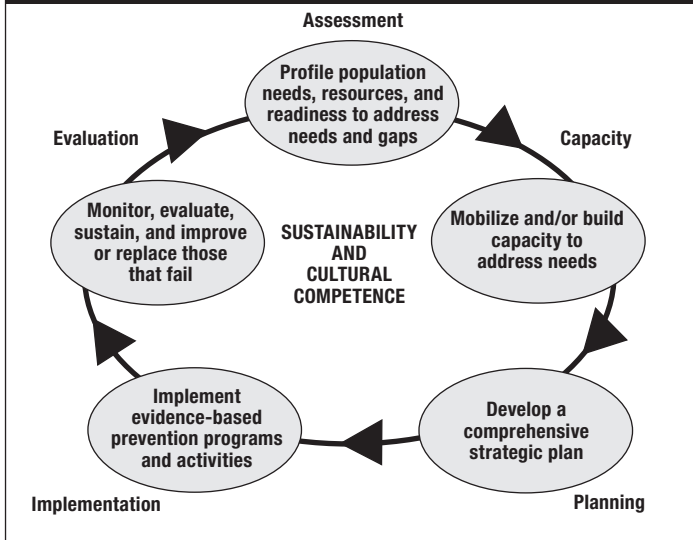 Assessment
Profile population
needs, resources, and
readiness to address
needs and gaps
Capacity
Mobilize and/or build
capacity to
address needs
Planning
Develop a
comprehensive
strategic plan
Implementation
Implement
evidence-based
prevention programs
and activities
Evaluation
Monitor, evaluate,
sustain, and improve
or replace those
that fail
SUSTAINABILITY
AND
CULTURAL
COMPETENCE